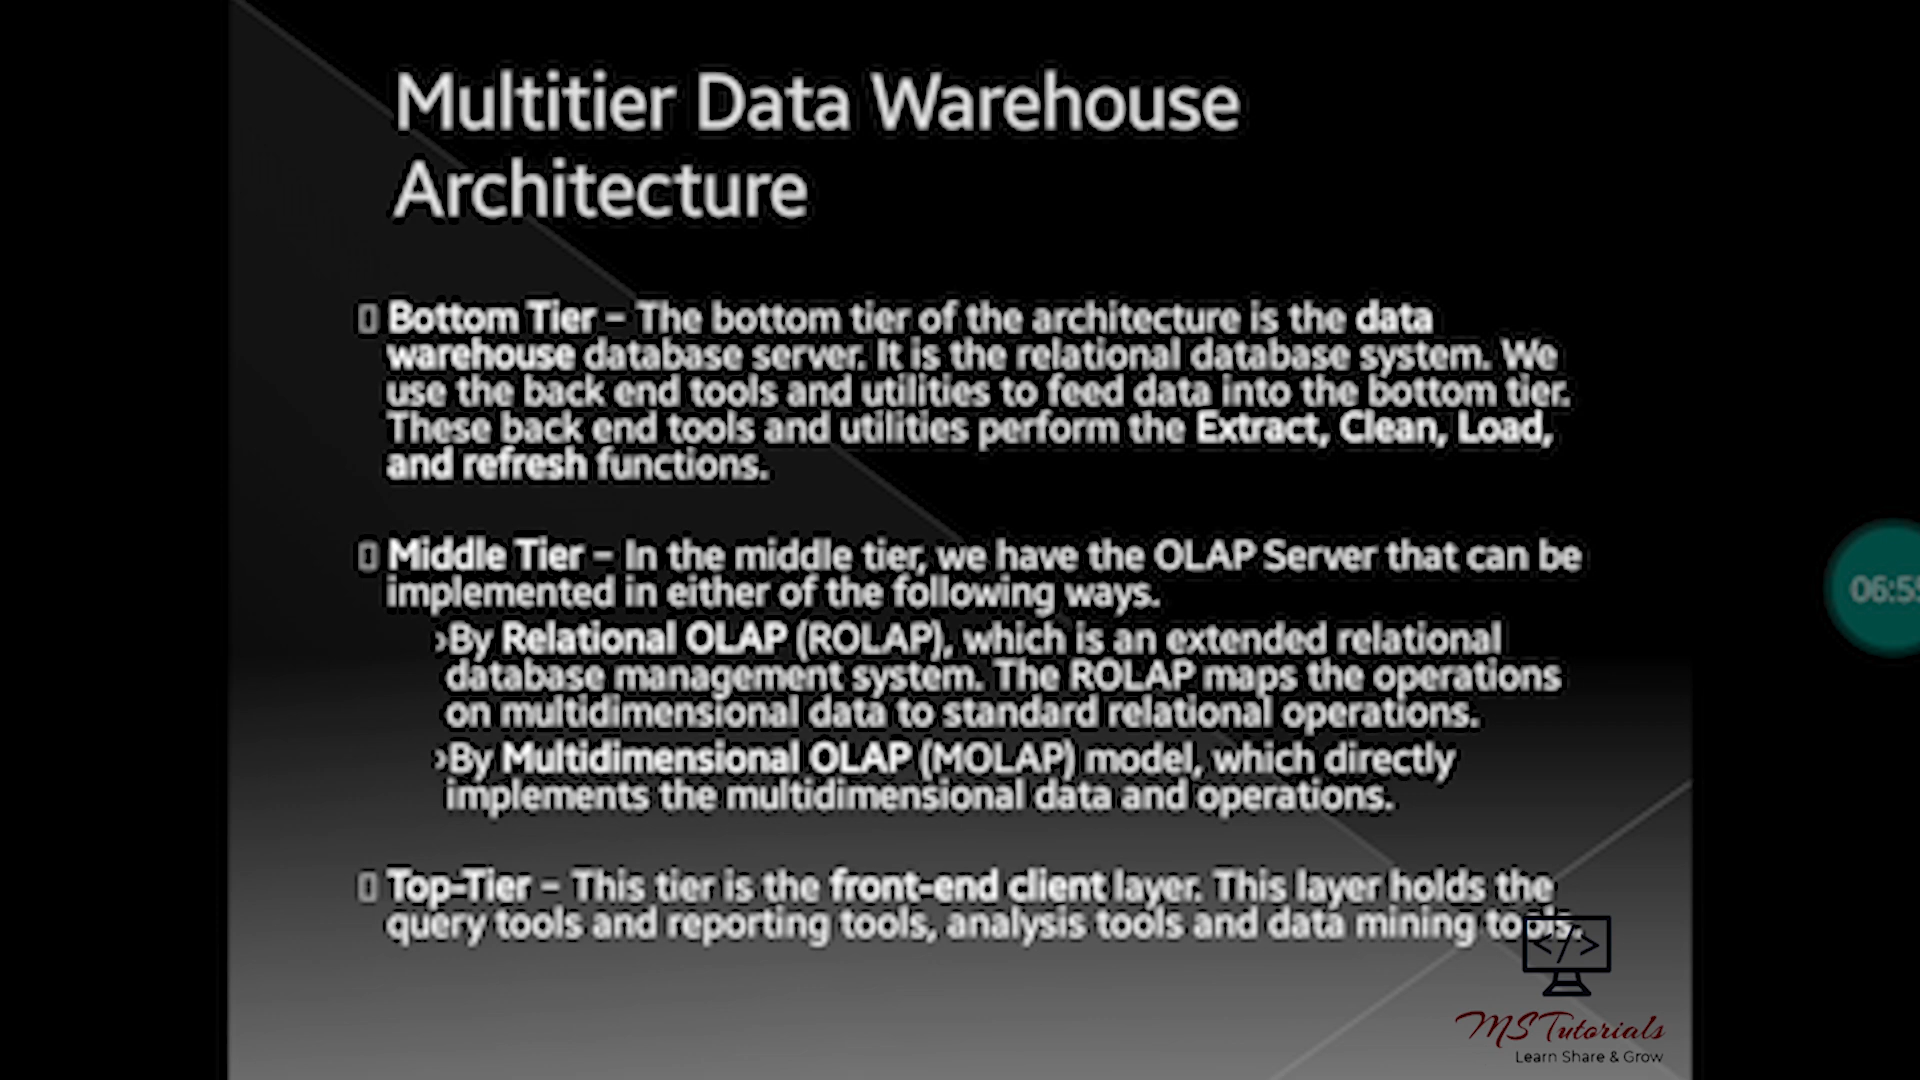 Multitier Data Warehouse
Architecture
Bottom Tier – The bottom tier of the architecture is the data
warehouse database server. It is the relational database system. We
use the back end tools and utilities to feed data into the bottom tier.
These back end tools and utilities perform the Extract, Clean, Load,
and refresh functions.
Middle Tier – In the middle tier, we have the OLAP Server that can be
implemented in either of the following ways.
›By Relational OLAP (ROLAP), which is an extended relational
database management system. The ROLAP maps the operations
on multidimensional data to standard relational operations.
›By Multidimensional OLAP (MOLAP) model, which directly
implements the multidimensional data and operations.
Top-Tier – This tier is the front-end client layer. This layer holds the
query tools and reporting tools, analysis tools and data mining tools.
</>
MS Tutorials
Learn Share & Grow